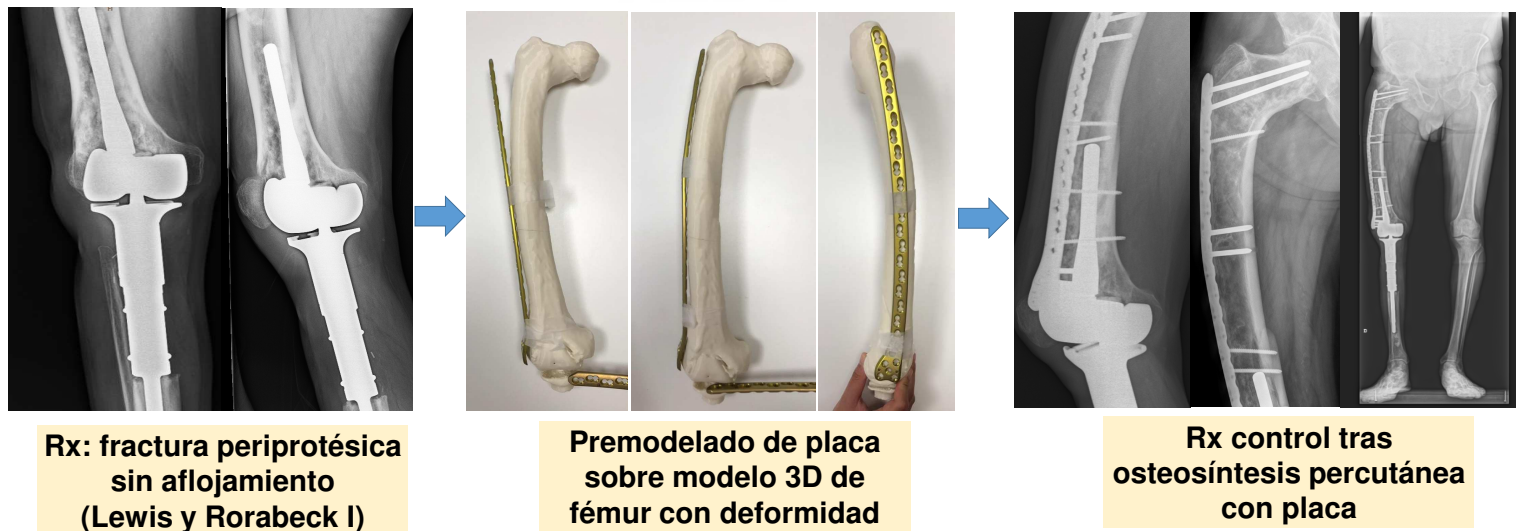 Rx: fractura periprotésica
sin aflojamiento
(Lewis y Rorabeck I)
Premodelado de placa
sobre modelo 3D de
fémur con deformidad
Rx control tras
osteosíntesis percutánea
con placa